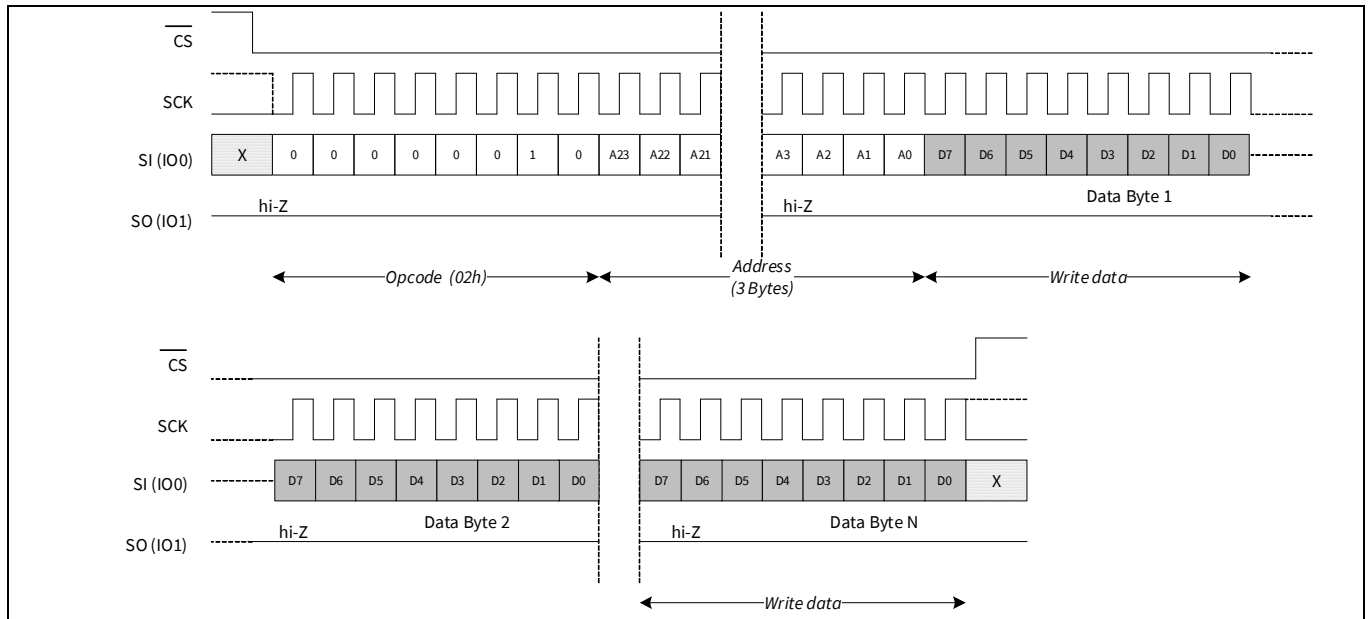 CS
SCK
SI (IO0) X 0 0 0 0 0 0 1 0 A23 A22 A21 A3 A2 A1 A0 D7 D6 D5 D4 D3 D2 D1 D0
hi-Z hi-Z Data Byte 1
SO (IO1)
Opcode (02h) Address (3 Bytes) Write data
CS
SCK
SI (IO0) D7 D6 D5 D4 D3 D2 D1 D0 D7 D6 D5 D4 D3 D2 D1 D0 X
hi-Z Data Byte 2 hi-Z Data Byte N
SO (IO1)
Write data